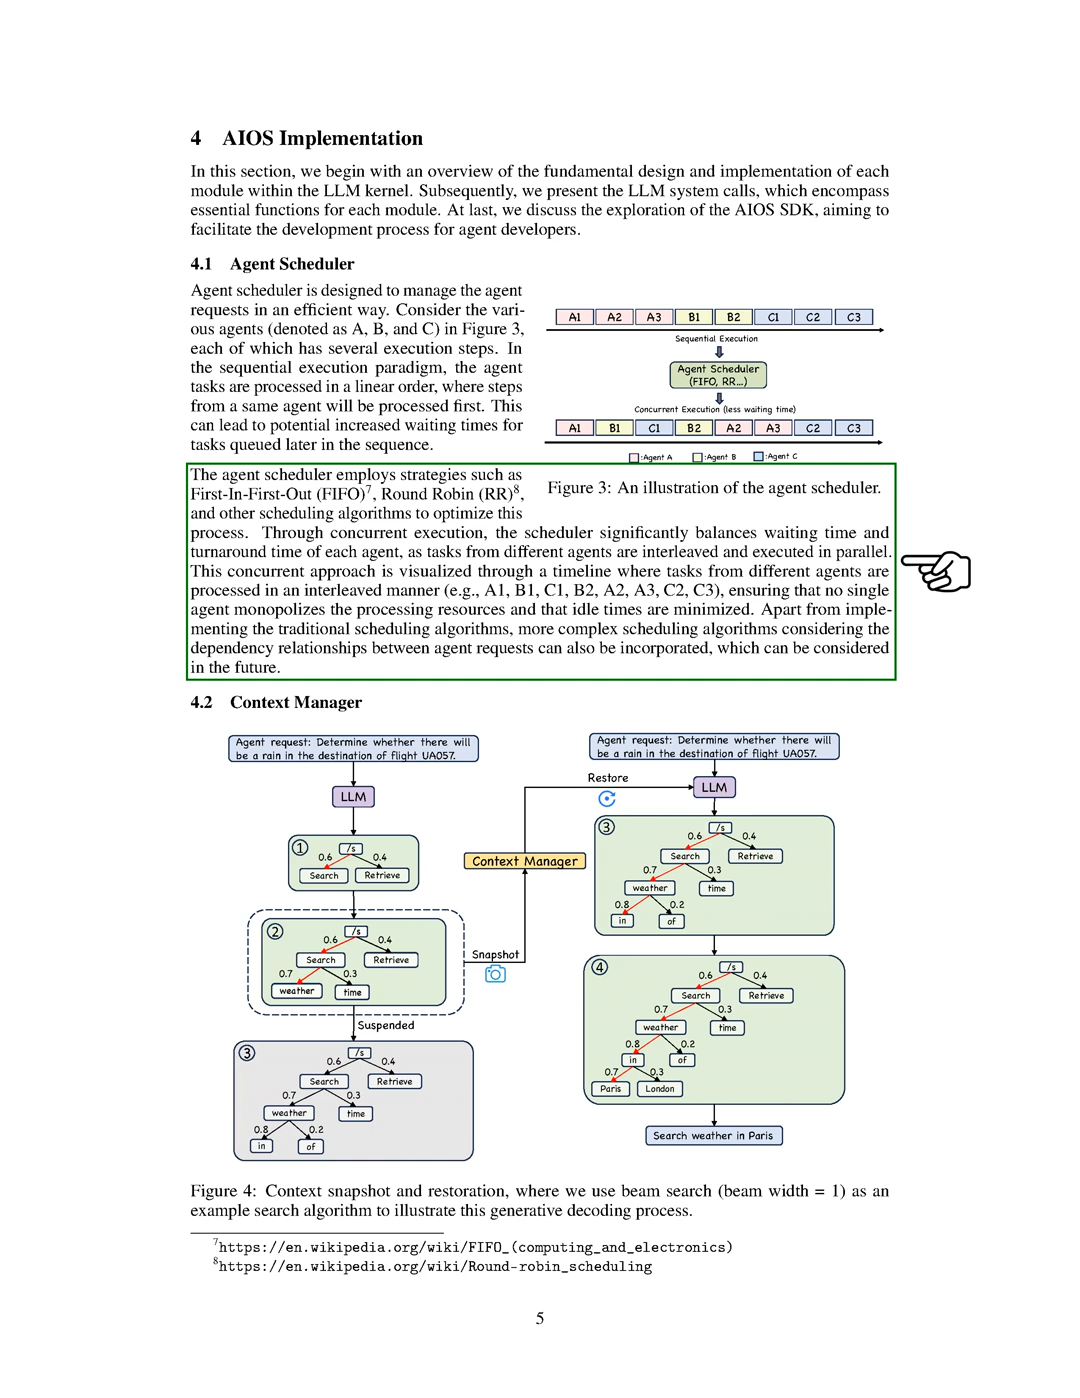 4 AIOS Implementation
In this section, we begin with an overview of the fundamental design and implementation of each
module within the LLM kernel. Subsequently, we present the LLM system calls, which encompass
essential functions for each module. At last, we discuss the exploration of the AIOS SDK, aiming to
facilitate the development process for agent developers.
4.1 Agent Scheduler
Agent scheduler is designed to manage the agent
requests in an efficient way. Consider the vari-
ous agents (denoted as A, B, and C) in Figure 3,
each of which has several execution steps. In
the sequential execution paradigm, the agent
tasks are processed in a linear order, where steps
from a same agent will be processed first. This
can lead to potential increased waiting times for
tasks queued later in the sequence.
A1 A2 A3 B1 B2 C1 C2 C3
Sequential Execution
Agent Scheduler
(FIFO, RR...)
Concurrent Execution (less waiting time)
A1 B1 C1 B2 A2 A3 C2 C3
:Agent A :Agent B :Agent C
Figure 3: An illustration of the agent scheduler.
The agent scheduler employs strategies such as
First-In-First-Out (FIFO)7, Round Robin (RR)8,
and other scheduling algorithms to optimize this
process. Through concurrent execution, the scheduler significantly balances waiting time and
turnaround time of each agent, as tasks from different agents are interleaved and executed in parallel.
This concurrent approach is visualized through a timeline where tasks from different agents are
processed in an interleaved manner (e.g., A1, B1, C1, B2, A2, A3, C2, C3), ensuring that no single
agent monopolizes the processing resources and that idle times are minimized. Apart from imple-
menting the traditional scheduling algorithms, more complex scheduling algorithms considering the
dependency relationships between agent requests can also be incorporated, which can be considered
in the future.
4.2 Context Manager
Agent request: Determine whether there will
be a rain in the destination of flight UA057.
LLM
1
/s
0.6 0.4
Search Retrieve
2
/s
0.6 0.4
Search Retrieve
0.7 0.3
weather time
Suspended
3
/s
0.6 0.4
Search Retrieve
0.7 0.3
weather time
0.8 0.2
in of
Context Manager
Snapshot
Restore
Agent request: Determine whether there will
be a rain in the destination of flight UA057.
LLM
3
/s
0.6 0.4
Search Retrieve
0.7 0.3
weather time
0.8 0.2
in of
4
/s
0.6 0.4
Search Retrieve
0.7 0.3
weather time
0.8 0.2
in of
0.7 0.3
Paris London
Search weather in Paris
Figure 4: Context snapshot and restoration, where we use beam search (beam width = 1) as an
example search algorithm to illustrate this generative decoding process.
7https://en.wikipedia.org/wiki/FIFO_(computing_and_electronics)
8https://en.wikipedia.org/wiki/Round-robin_scheduling
5